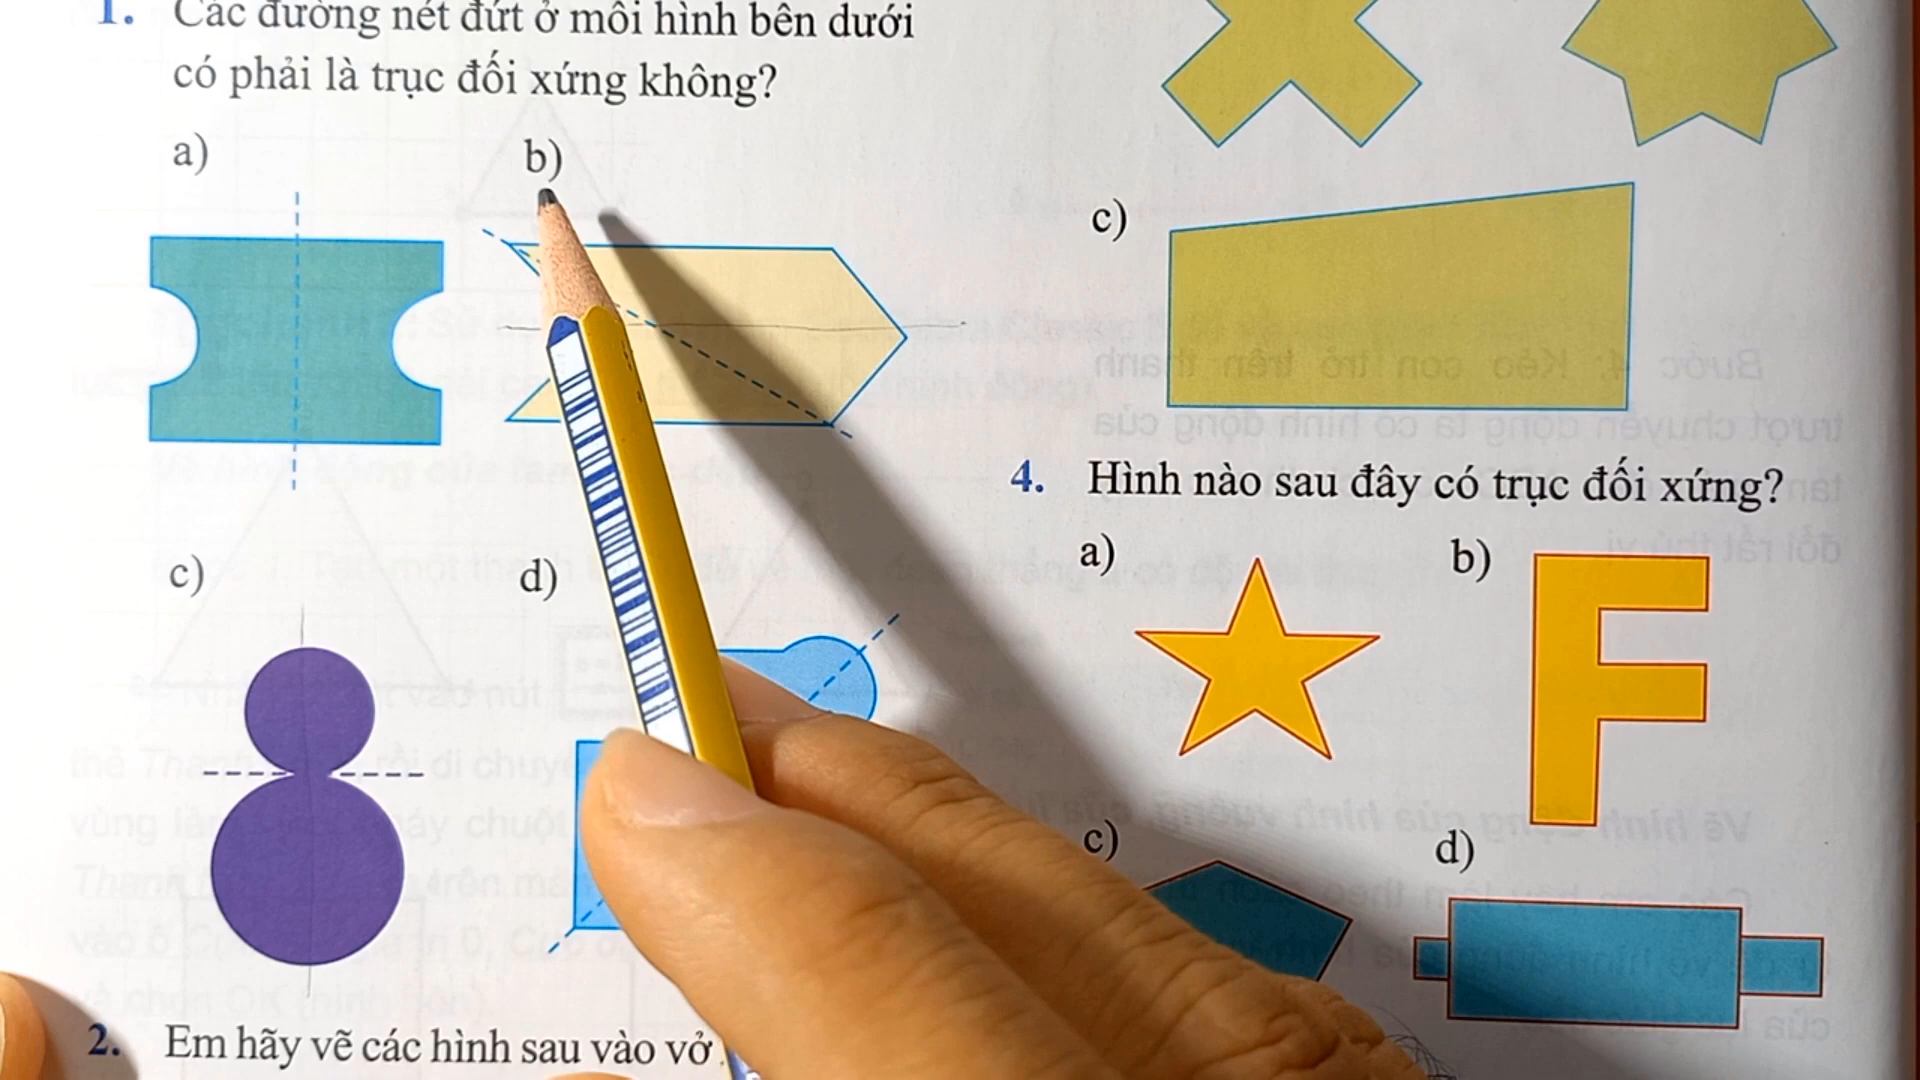 1. Các đường nét đứt ở mỗi hình bên dưới
có phải là trục đối xứng không?
a)
b)
c)
d)
2. Em hãy vẽ các hình sau vào vở
c)
4. Hình nào sau đây có trục đối xứng?
a)
b)
c)
d)